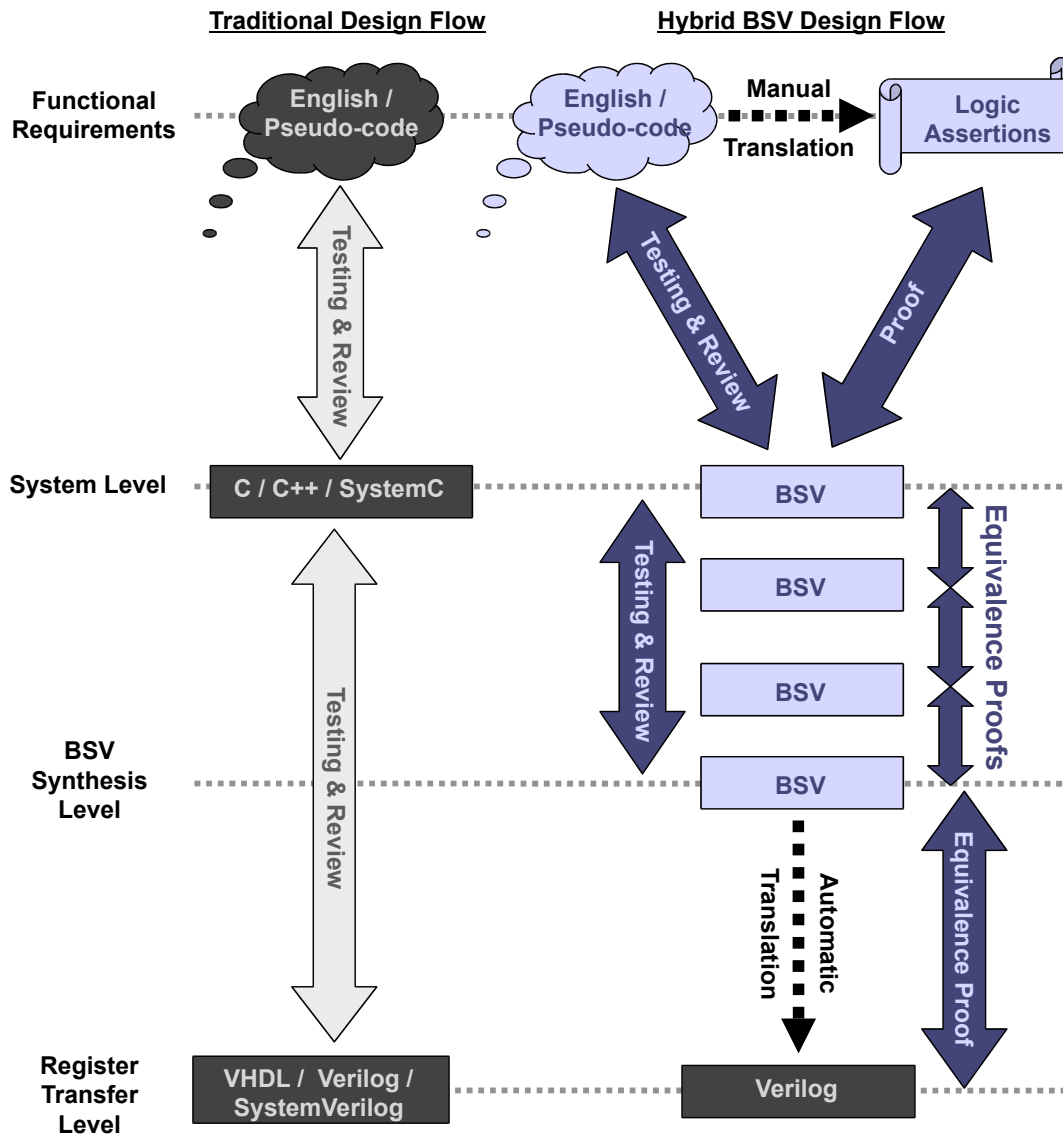 Traditional Design Flow
Hybrid BSV Design Flow
Functional
Requirements
English /
Pseudo-code
English /
Pseudo-code
Manual
Translation
Logic
Assertions
Testing & Review
Testing & Review
Proof
System Level
C / C++ / SystemC
BSV
Testing & Review
BSV
Equivalence Proofs
BSV
Testing & Review
BSV
Synthesis
Level
BSV
Automatic
Translation
Equivalence Proof
Register
Transfer
Level
VHDL / Verilog /
SystemVerilog
Verilog